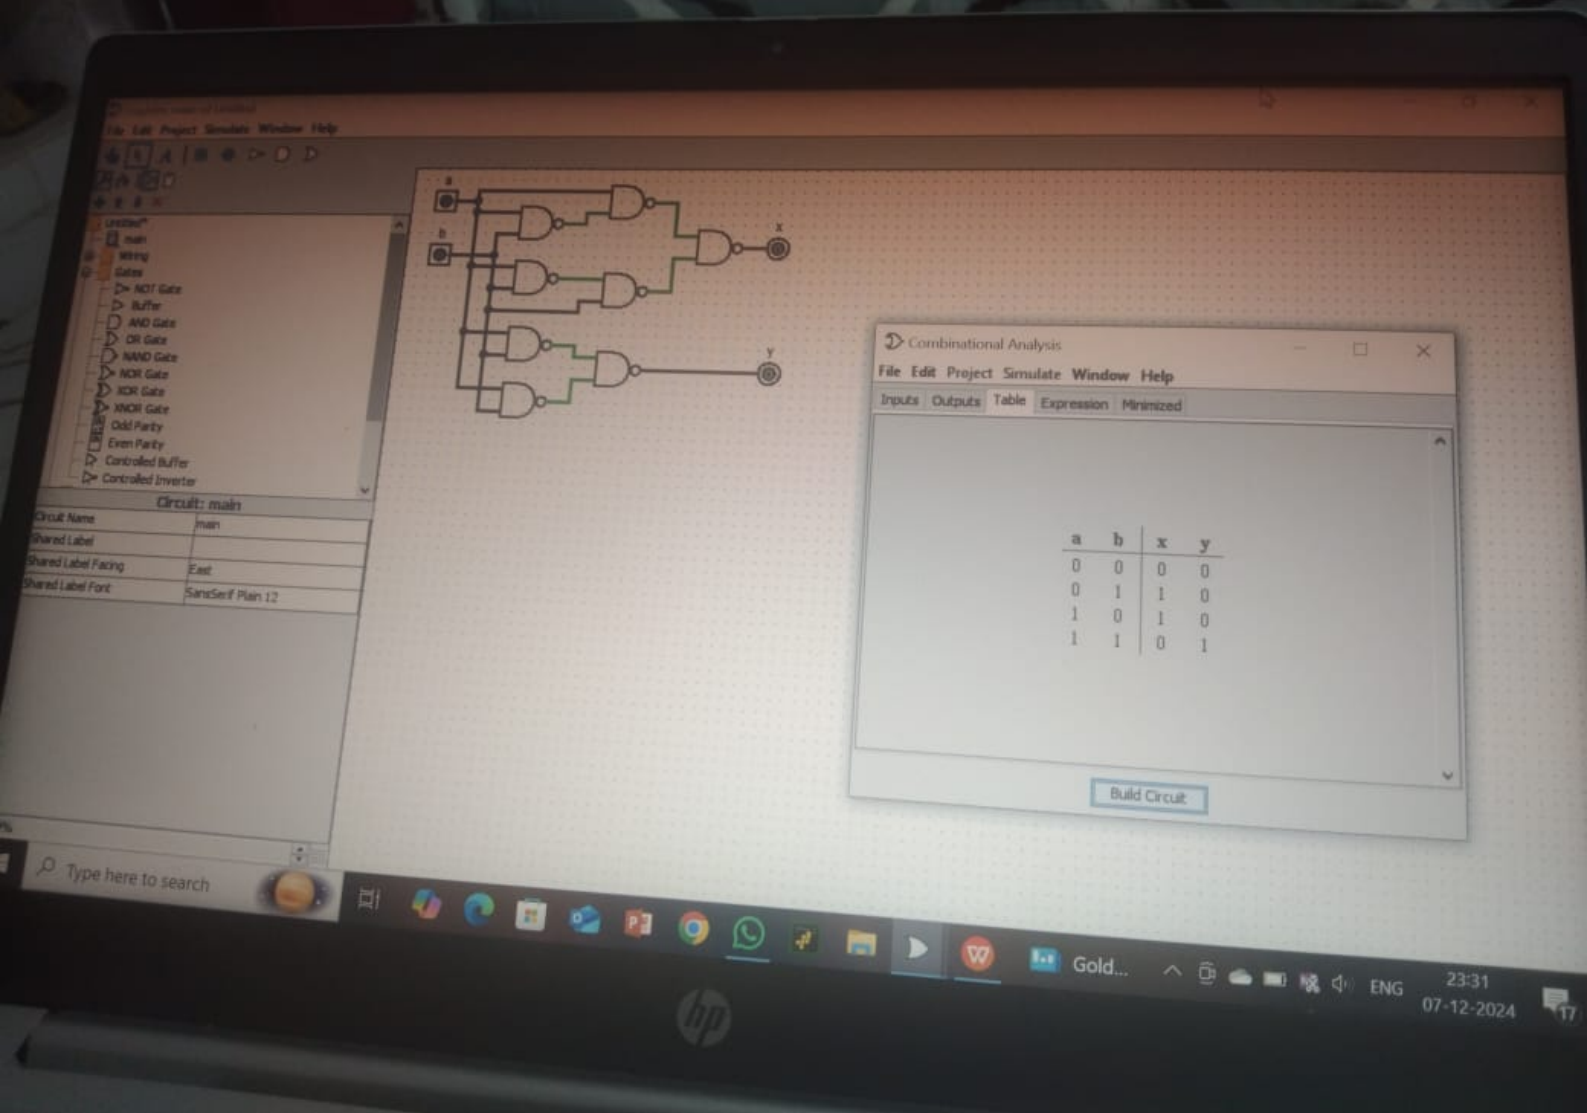 File Edit Project Simulate Window Help
Untitled*
main
Wiring
Gates
NOT Gate
Buffer
AND Gate
OR Gate
NAND Gate
NOR Gate
XOR Gate
XNOR Gate
Odd Parity
Even Parity
Controlled Buffer
Controlled Inverter
Circuit: main
Circuit Name main
Shared Label
Shared Label Facing East
Shared Label Font SansSerif Plain 12
a
b
x
y
Combinational Analysis
File Edit Project Simulate Window Help
Inputs Outputs Table Expression Minimized
a b x y
0 0 0 0
0 1 1 0
1 0 1 0
1 1 0 1
Build Circuit
Type here to search
Gold...
ENG
23:31
07-12-2024
17
hp